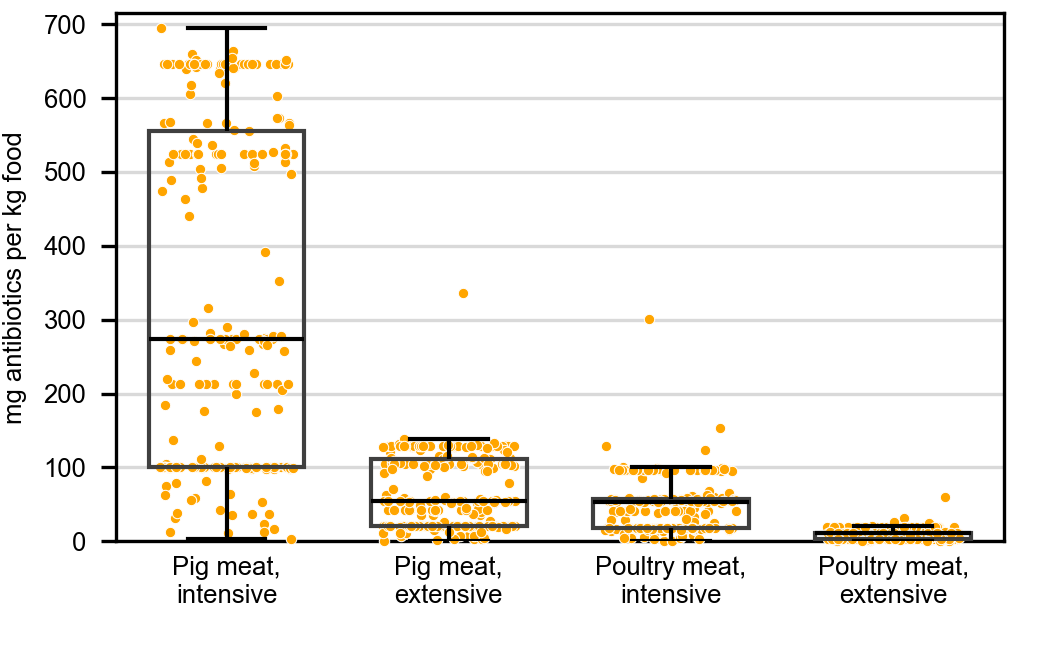 mg antibiotics per kg food
700
600
500
400
300
200
100
0
Pig meat,
intensive
Pig meat,
extensive
Poultry meat,
intensive
Poultry meat,
extensive